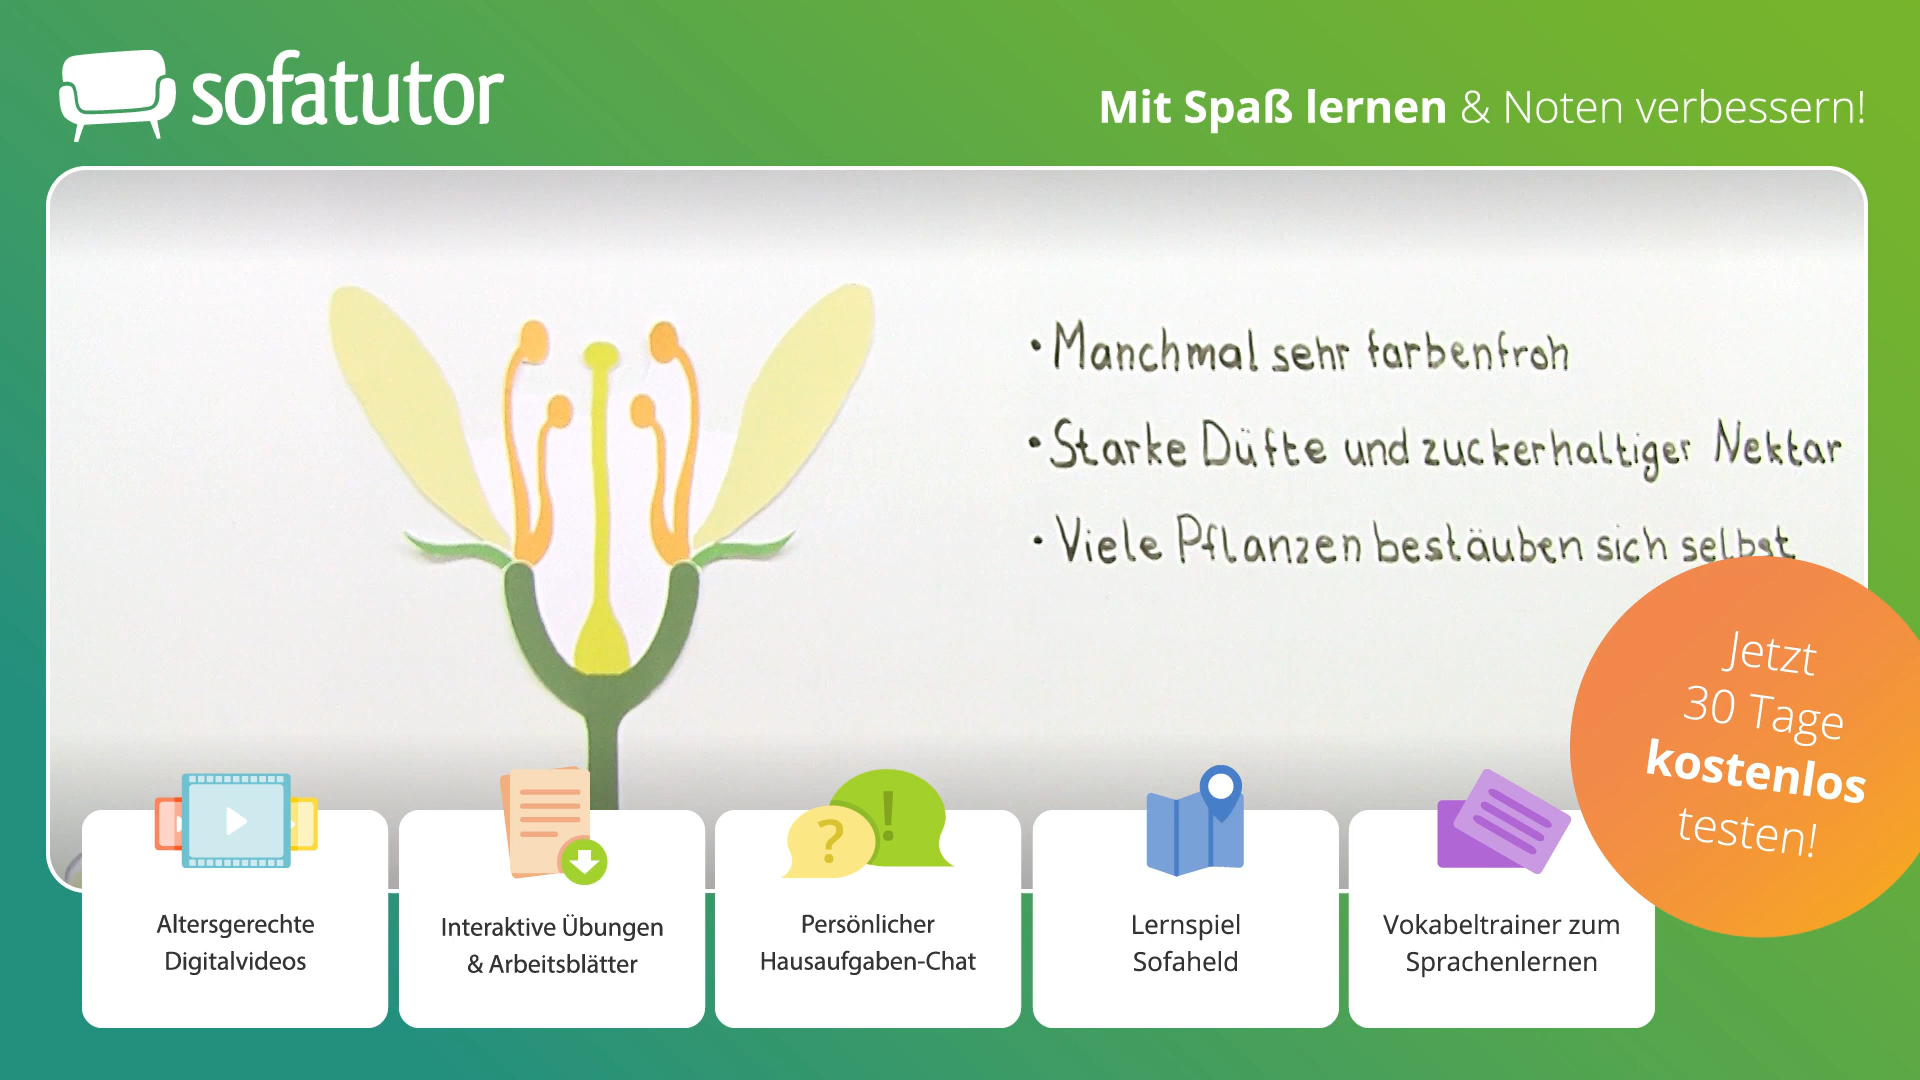 sofatutor
Mit Spaß lernen & Noten verbessern!
• Manchmal sehr farbenfroh
• Starke Düfte und zuckerhaltiger Nektar
• Viele Pflanzen bestäuben sich selbst
Jetzt
30 Tage
kostenlos
testen!
? !
Altersgerechte
Digitalvideos
Interaktive Übungen
& Arbeitsblätter
Persönlicher
Hausaufgaben-Chat
Lernspiel
Sofaheld
Vokabeltrainer zum
Sprachenlernen